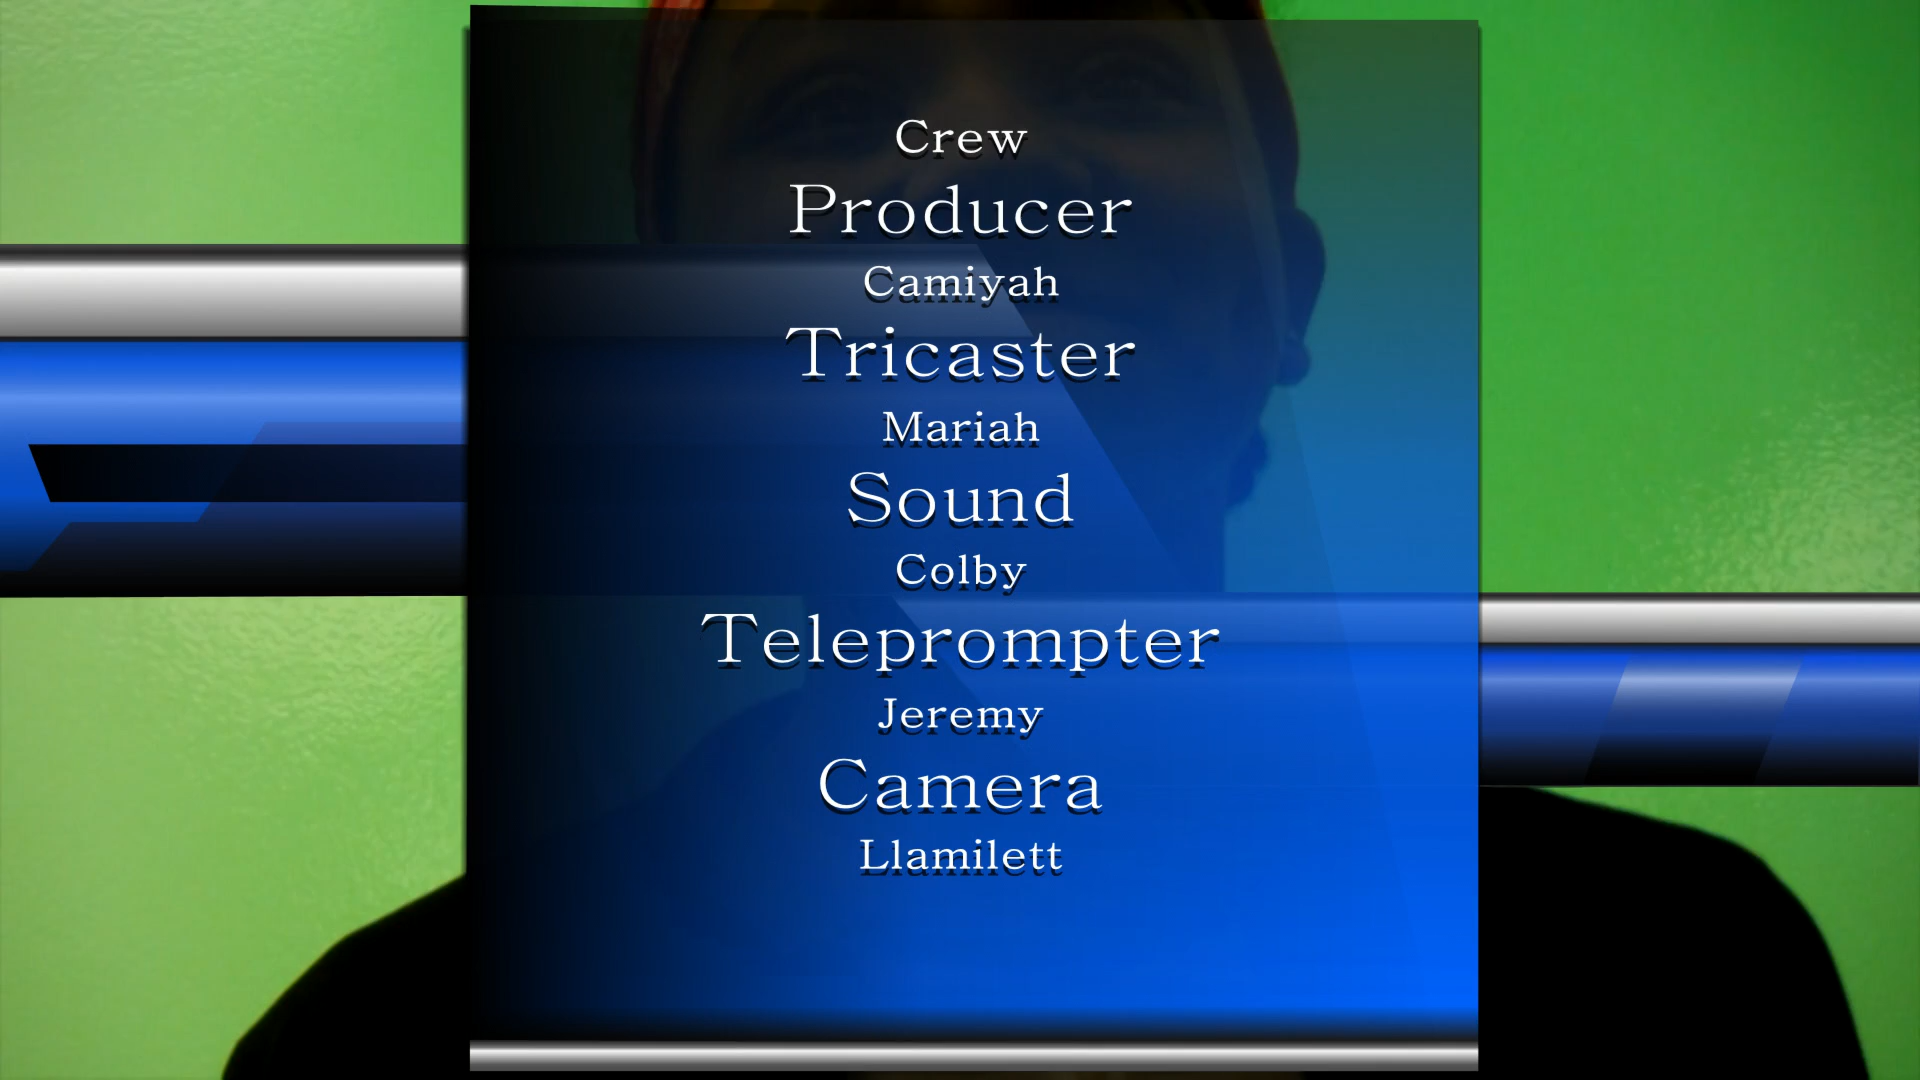 Crew
Producer
Camiyah
Tricaster
Mariah
Sound
Colby
Teleprompter
Jeremy
Camera
Llamilett